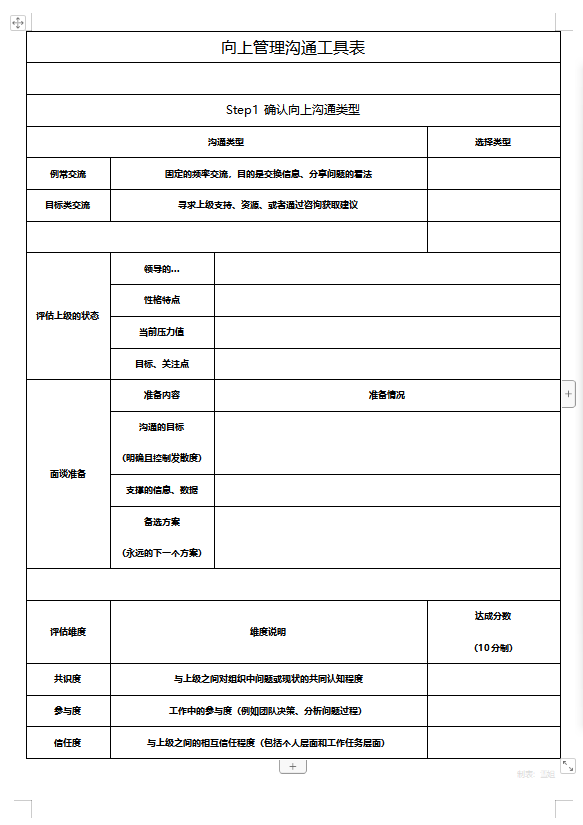 向上管理沟通工具表
Step1 确认向上沟通类型
沟通类型 选择类型
例常交流 固定的频率交流，目的是交换信息、分享问题的看法
目标类交流 寻求上级支持、资源、或者通过咨询获取建议
评估上级的状态
领导的...
性格特点
当前压力值
目标、关注点
面谈准备
准备内容 准备情况
沟通的目标
（明确且控制发散度）
支撑的信息、数据
备选方案
（永远的下一个方案）
评估维度 维度说明
达成分数
（10分制）
共识度 与上级之间对组织中问题或现状的共同认知程度
参与度 工作中的参与度（例如团队决策、分析问题过程）
信任度 与上级之间的相互信任程度（包括个人层面和工作任务层面）